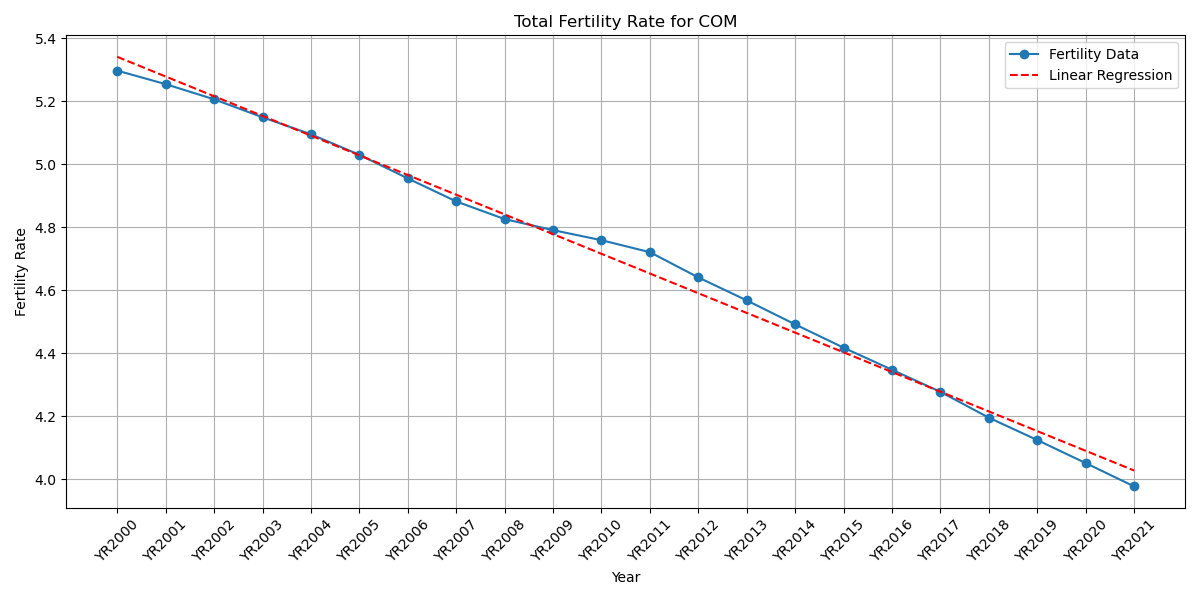 Total Fertility Rate for COM
Fertility Data
Linear Regression
Fertility Rate
5.4
5.2
5.0
4.8
4.6
4.4
4.2
4.0
YR2000
YR2001
YR2002
YR2003
YR2004
YR2005
YR2006
YR2007
YR2008
YR2009
YR2010
YR2011
YR2012
YR2013
YR2014
YR2015
YR2016
YR2017
YR2018
YR2019
YR2020
YR2021
Year